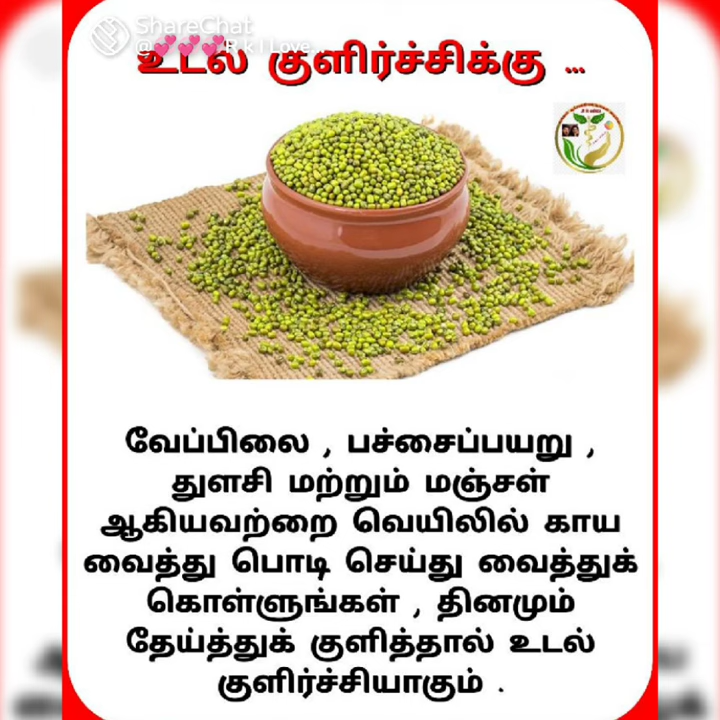 ShareChat
உடல் குளிர்ச்சிக்கு ...
வேப்பிலை , பச்சைப்பயறு ,
துளசி மற்றும் மஞ்சள்
ஆகியவற்றை வெயிலில் காய
வைத்து பொடி செய்து வைத்துக்
கொள்ளுங்கள் , தினமும்
தேய்த்துக் குளித்தால் உடல்
குளிர்ச்சியாகும் .